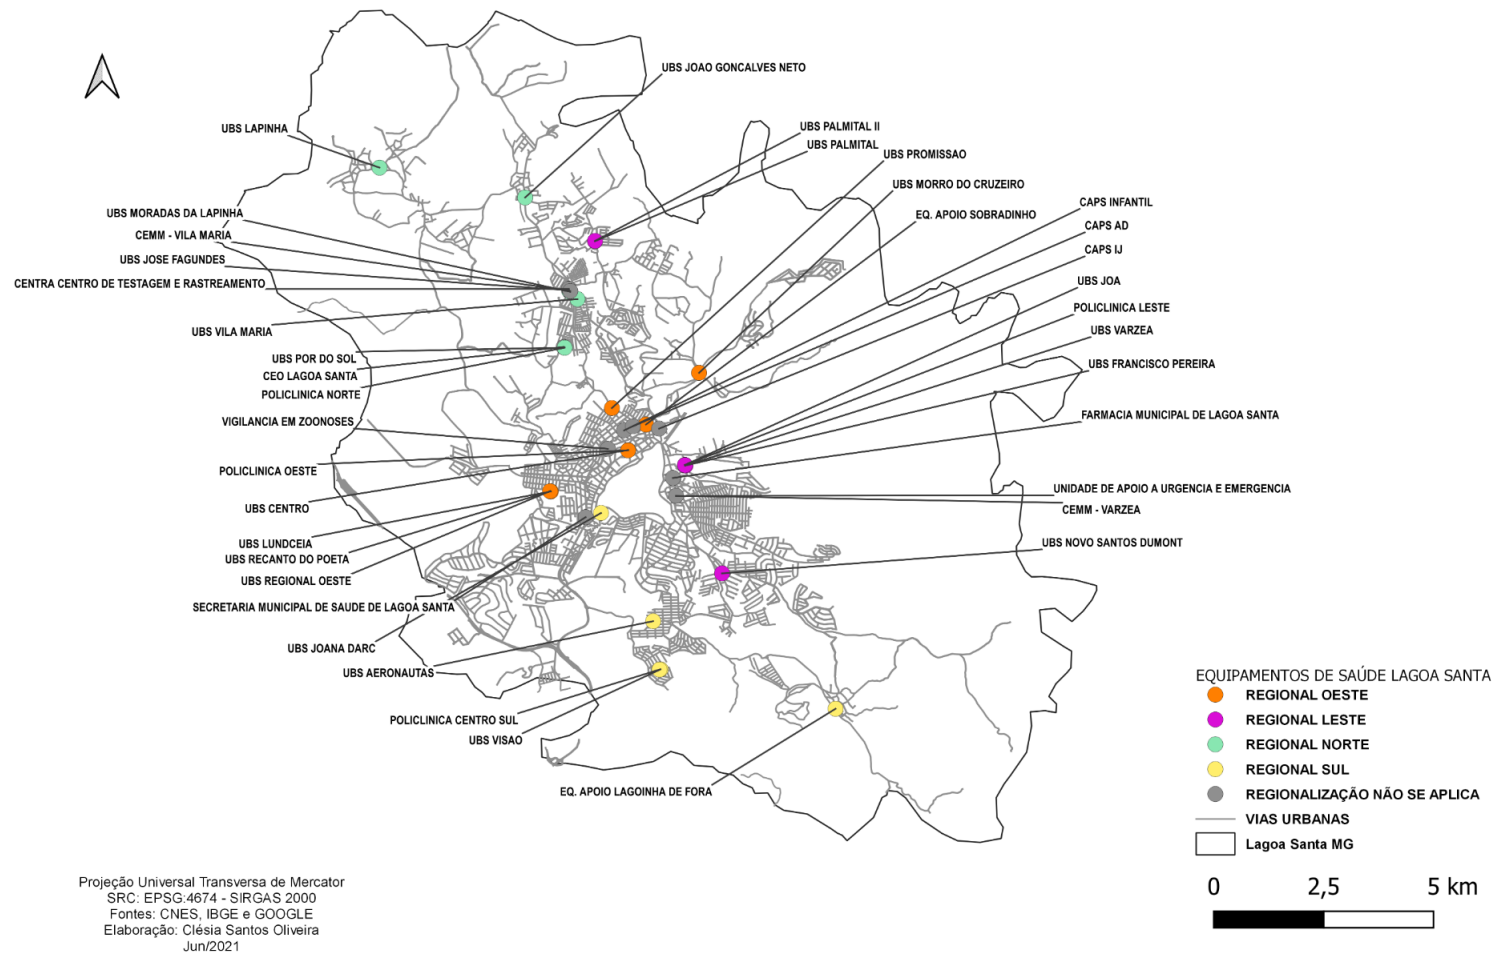 UBS JOAO GONCALVES NETO
UBS LAPINHA
UBS PALMITAL II
UBS PALMITAL
UBS PROMISSAO
UBS MORRO DO CRUZEIRO
EQ. APOIO SOBRADINHO
CAPS INFANTIL
CAPS AD
CAPS IJ
UBS JOA
POLICLINICA LESTE
UBS VARZEA
UBS FRANCISCO PEREIRA
FARMACIA MUNICIPAL DE LAGOA SANTA
UNIDADE DE APOIO A URGENCIA E EMERGENCIA
CEMM - VARZEA
UBS NOVO SANTOS DUMONT
UBS MORADAS DA LAPINHA
CEMM - VILA MARIA
UBS JOSE FAGUNDES
CENTRA CENTRO DE TESTAGEM E RASTREAMENTO
UBS VILA MARIA
UBS POR DO SOL
CEO LAGOA SANTA
POLICLINICA NORTE
VIGILANCIA EM ZOONOSES
POLICLINICA OESTE
UBS CENTRO
UBS LUNDCEIA
UBS RECANTO DO POETA
UBS REGIONAL OESTE
SECRETARIA MUNICIPAL DE SAUDE DE LAGOA SANTA
UBS JOANA DARC
UBS AERONAUTAS
POLICLINICA CENTRO SUL
UBS VISAO
EQ. APOIO LAGOINHA DE FORA
EQUIPAMENTOS DE SAÚDE LAGOA SANTA
REGIONAL OESTE
REGIONAL LESTE
REGIONAL NORTE
REGIONAL SUL
REGIONALIZAÇÃO NÃO SE APLICA
VIAS URBANAS
Lagoa Santa MG
0 2,5 5 km
Projeção Universal Transversa de Mercator
SRC: EPSG:4674 - SIRGAS 2000
Fontes: CNES, IBGE e GOOGLE
Elaboração: Clésia Santos Oliveira
Jun/2021